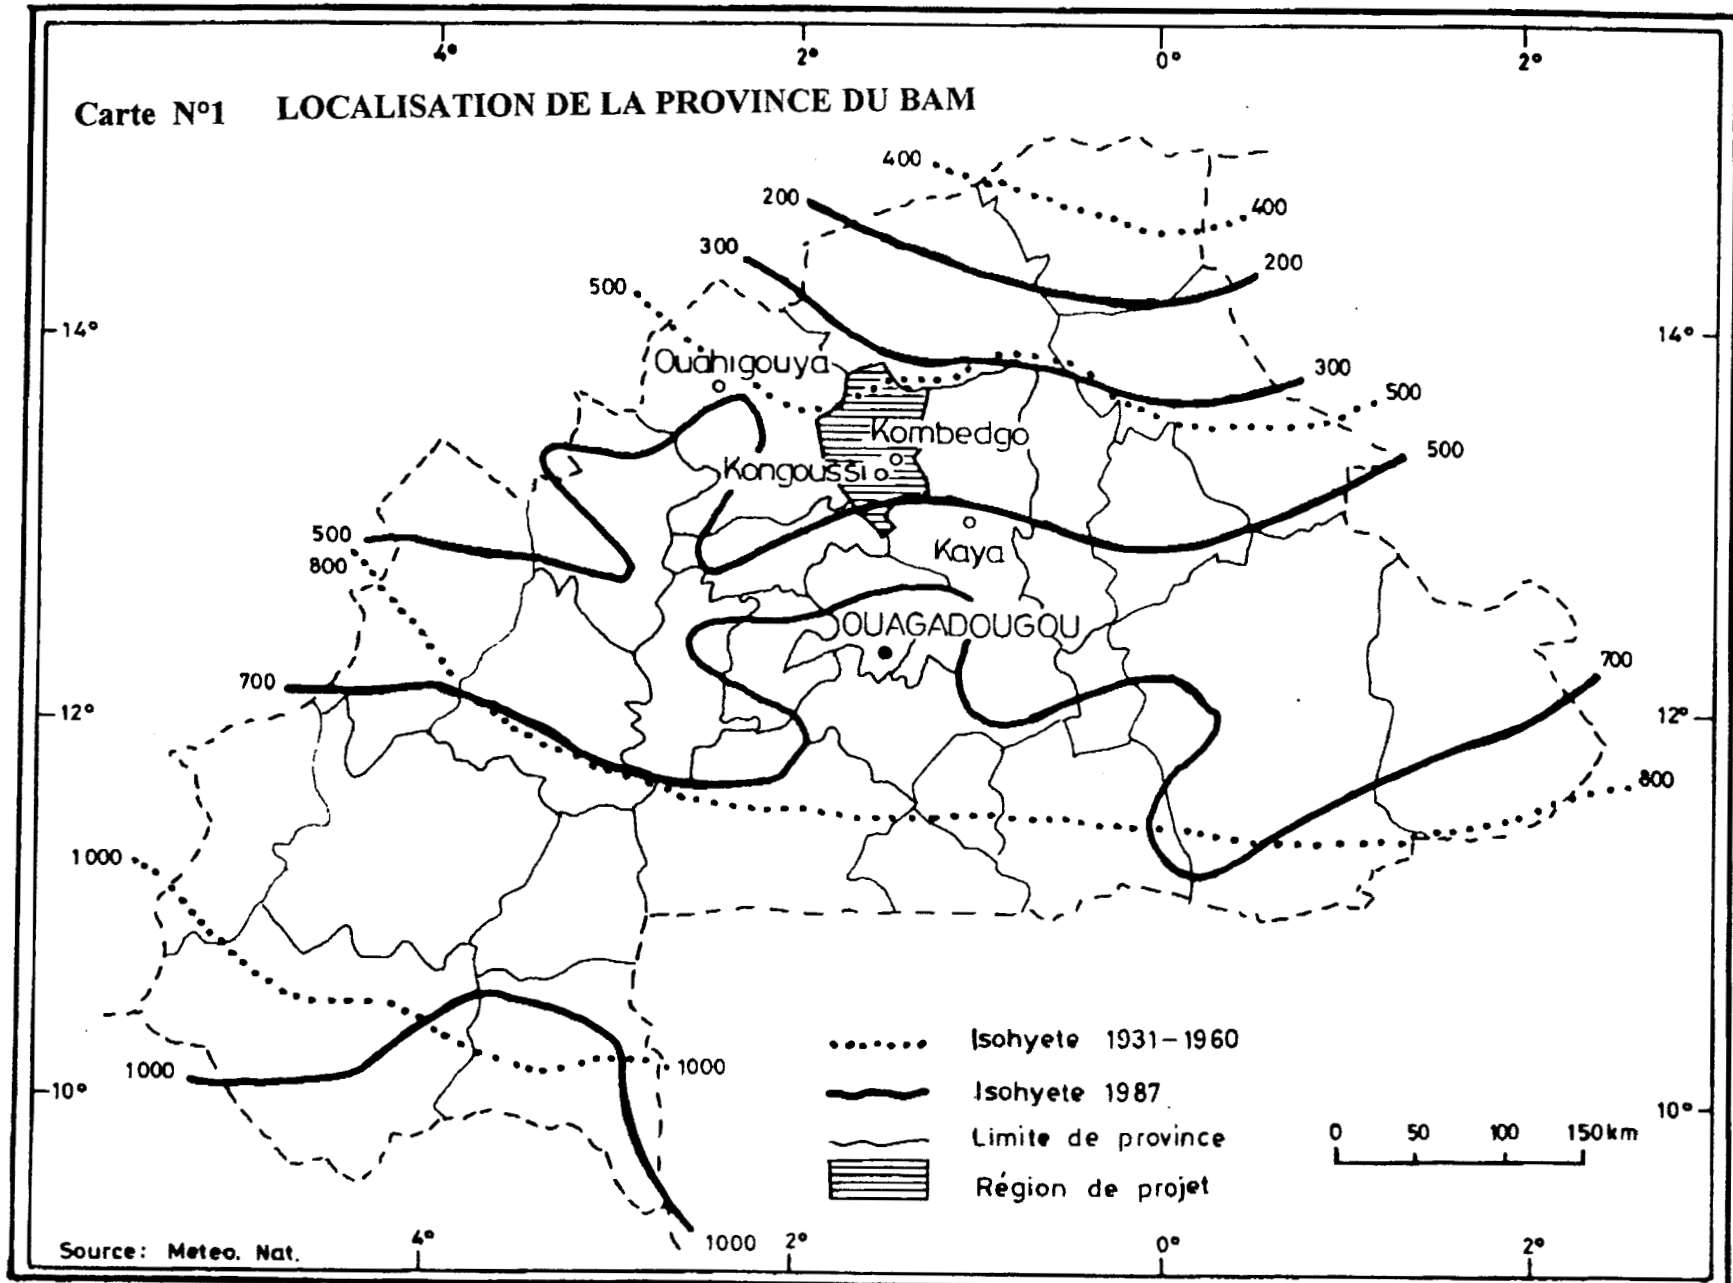 4° 2° 0° 2°
Carte N°1 LOCALISATION DE LA PROVINCE DU BAM
400
200
400
300
200
500
14° 14°
Ouahigouya
300
500
Kombedgo
Kongoussi
500
500
Kaya
800
OUAGADOUGOU
700
700
12° 12°
800
1000
Isohyete 1931-1960
1000
1000
Isohyete 1987
10° 10°
Limite de province
0 50 100 150km
Région de projet
1000
Source: Meteo. Nat.
4° 2° 0° 2°